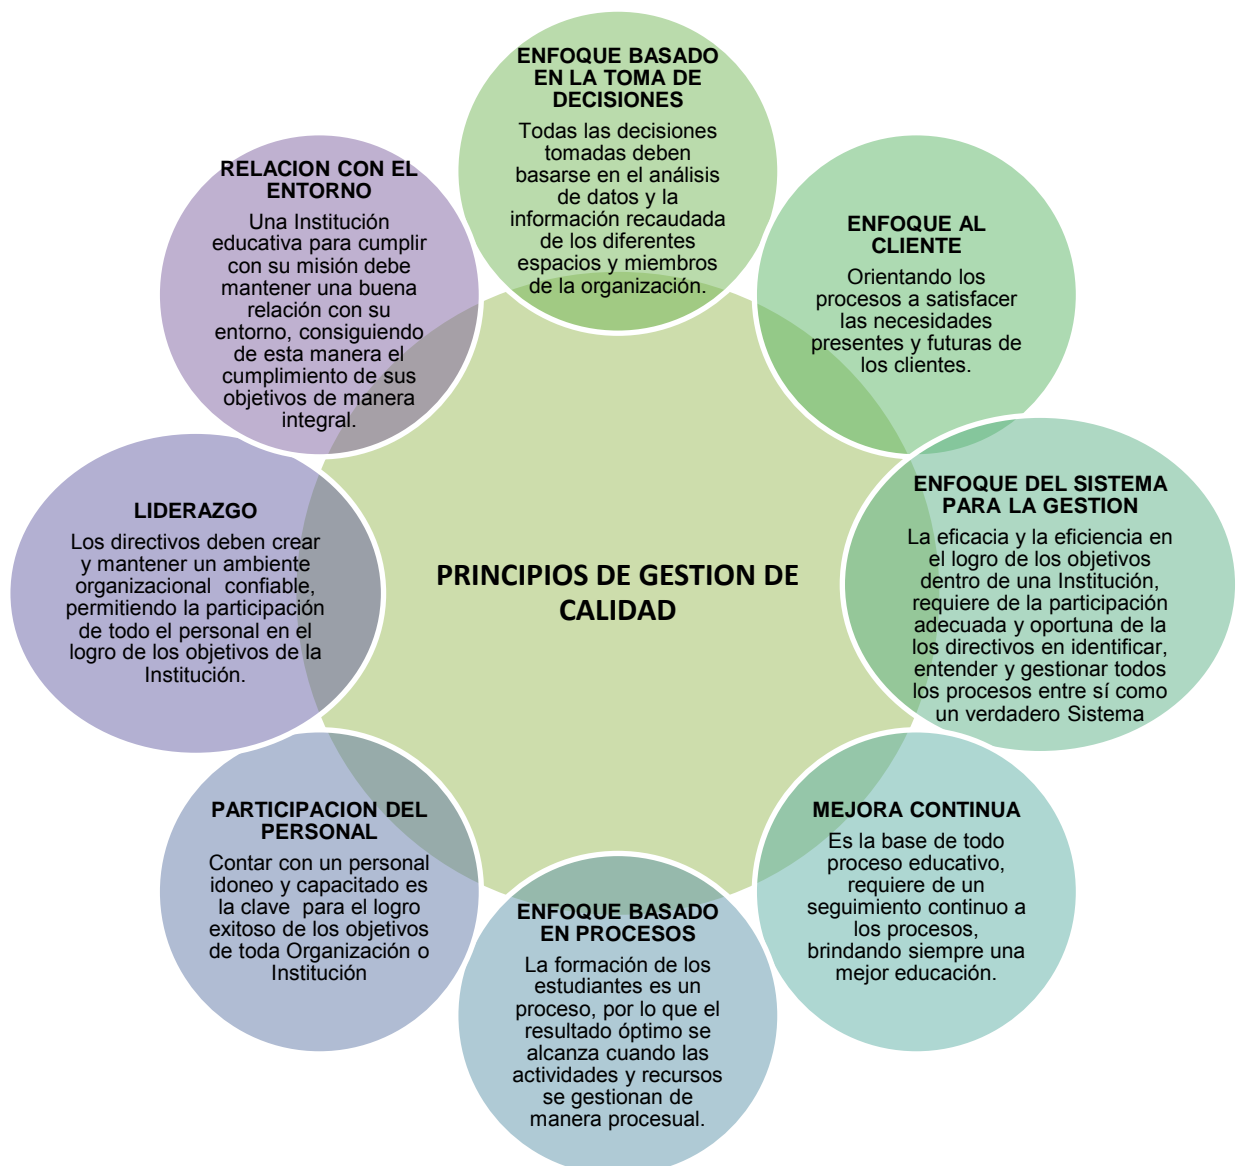 ENFOQUE BASADO
EN LA TOMA DE
DECISIONES
Todas las decisiones
tomadas deben
basarse en el análisis
de datos y la
información recaudada
de los diferentes
espacios y miembros
de la organización.
ENFOQUE AL
CLIENTE
Orientando los
procesos a satisfacer
las necesidades
presentes y futuras de
los clientes.
ENFOQUE DEL SISTEMA
PARA LA GESTION
La eficacia y la eficiencia en
el logro de los objetivos
dentro de una Institución,
requiere de la participación
adecuada y oportuna de la
los directivos en identificar,
entender y gestionar todos
los procesos entre sí como
un verdadero Sistema
MEJORA CONTINUA
Es la base de todo
proceso educativo,
requiere de un
seguimiento continuo a
los procesos,
brindando siempre una
mejor educación.
ENFOQUE BASADO
EN PROCESOS
La formación de los
estudiantes es un
proceso, por lo que el
resultado óptimo se
alcanza cuando las
actividades y recursos
se gestionan de
manera procesual.
PARTICIPACION DEL
PERSONAL
Contar con un personal
idoneo y capacitado es
la clave para el logro
exitoso de los objetivos
de toda Organización o
Institución
LIDERAZGO
Los directivos deben crear
y mantener un ambiente
organizacional confiable,
permitiendo la participación
de todo el personal en el
logro de los objetivos de la
Institución.
RELACION CON EL
ENTORNO
Una Institución
educativa para cumplir
con su misión debe
mantener una buena
relación con su
entorno, consiguiendo
de esta manera el
cumplimiento de sus
objetivos de manera
integral.
PRINCIPIOS DE GESTION DE
CALIDAD